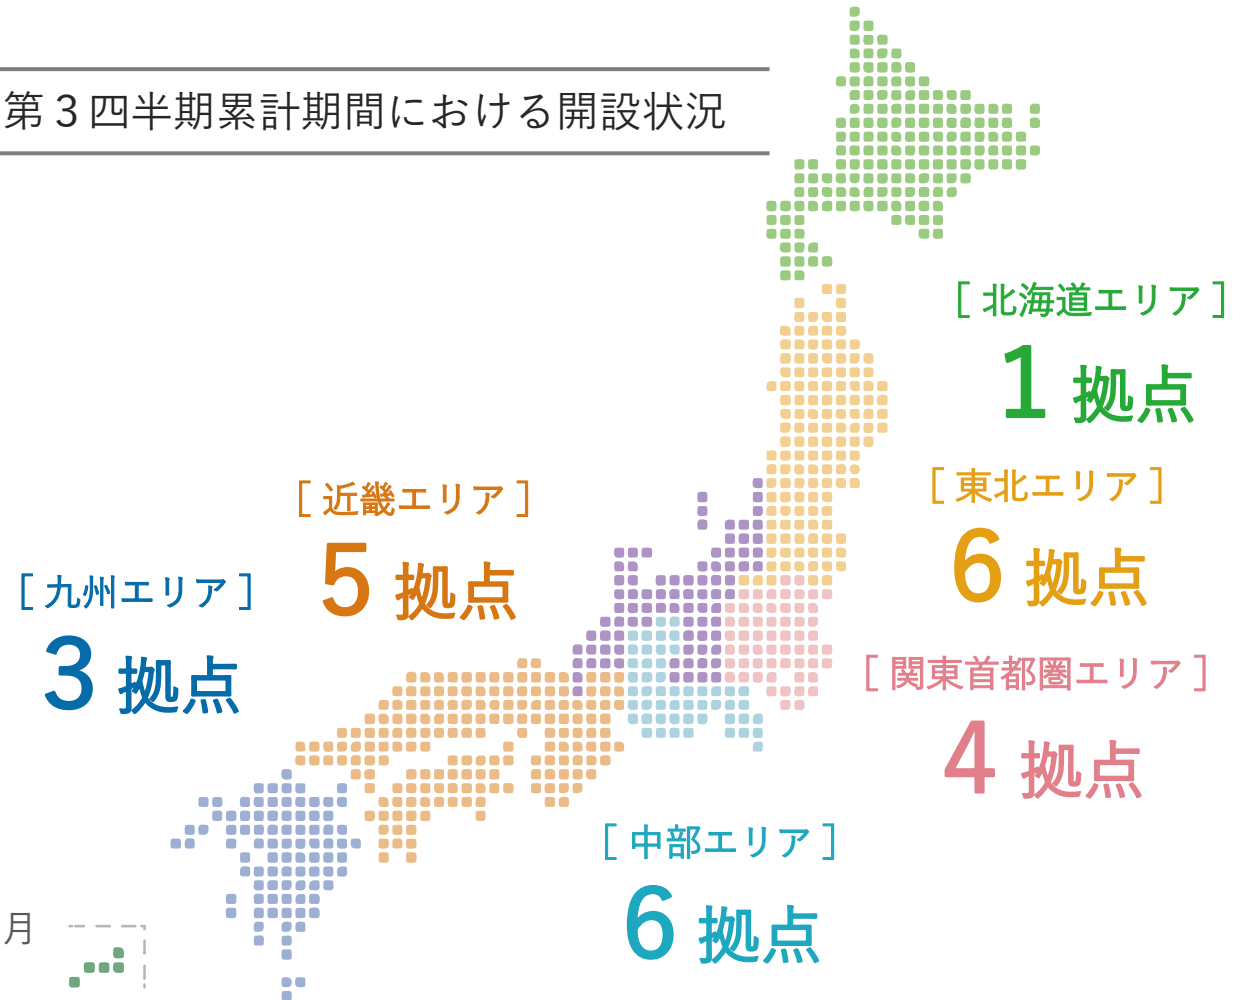 第3四半期累計期間における開設状況
[ 北海道エリア ]
1 拠点
[ 東北エリア ]
6 拠点
[ 近畿エリア ]
5 拠点
[ 九州エリア ]
3 拠点
[ 関東首都圏エリア ]
4 拠点
[ 中部エリア ]
6 拠点
月